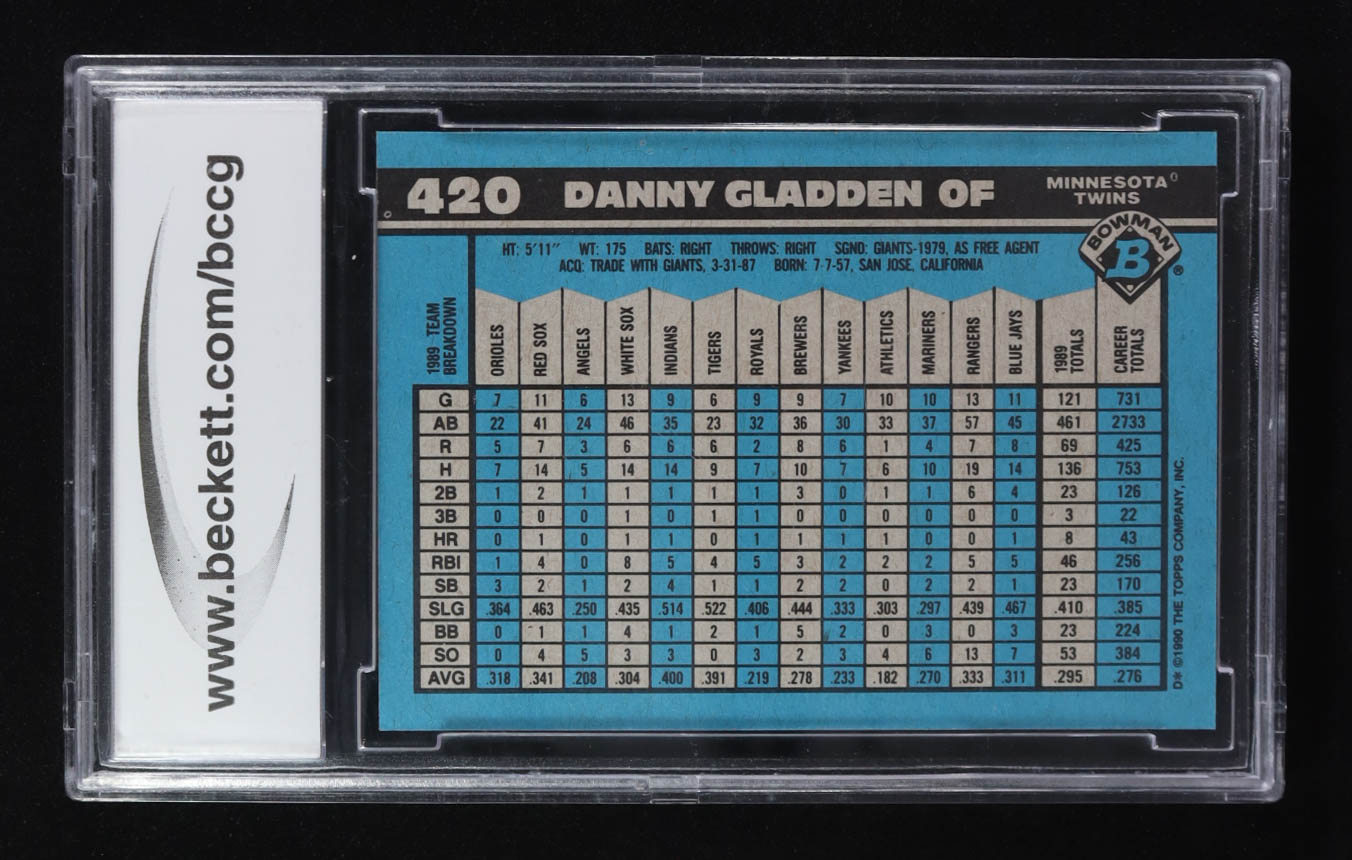 www.beckett.com/bccg
420 DANNY GLADDEN OF MINNESOTA TWINS
BOWMAN B ®
HT: 5'11" WT: 175 BATS: RIGHT THROWS: RIGHT SGND: GIANTS-1979, AS FREE AGENT
ACQ: TRADE WITH GIANTS, 3-31-87 BORN: 7-7-57, SAN JOSE, CALIFORNIA
1989 TEAM BREAKDOWN ORIOLES RED SOX ANGELS WHITE SOX INDIANS TIGERS ROYALS BREWERS YANKEES ATHLETICS MARINERS RANGERS BLUE JAYS 1989 TOTALS CAREER TOTALS
G 7 11 6 13 9 6 9 9 7 10 10 13 11 121 731
AB 22 41 24 46 35 23 32 36 30 33 37 57 45 461 2733
R 5 7 3 6 6 6 2 8 6 1 4 7 8 69 425
H 7 14 5 14 14 9 7 10 7 6 10 19 14 136 753
2B 1 2 1 1 1 1 1 3 0 1 1 6 4 23 126
3B 0 0 0 1 0 1 1 0 0 0 0 0 0 3 22
HR 0 1 0 1 1 0 1 1 1 1 0 0 1 8 43
RBI 1 4 0 8 5 4 5 3 2 2 2 5 5 46 256
SB 3 2 1 2 4 1 1 2 2 0 2 2 1 23 170
SLG .364 .463 .250 .435 .514 .522 .406 .444 .333 .303 .297 .439 .467 .410 .385
BB 0 1 1 4 1 2 1 5 2 0 3 0 3 23 224
SO 0 4 5 3 3 0 3 2 3 4 6 13 7 53 384
AVG .318 .341 .208 .304 .400 .391 .219 .278 .233 .182 .270 .333 .311 .295 .276
D* ©1990 THE TOPPS COMPANY, INC.